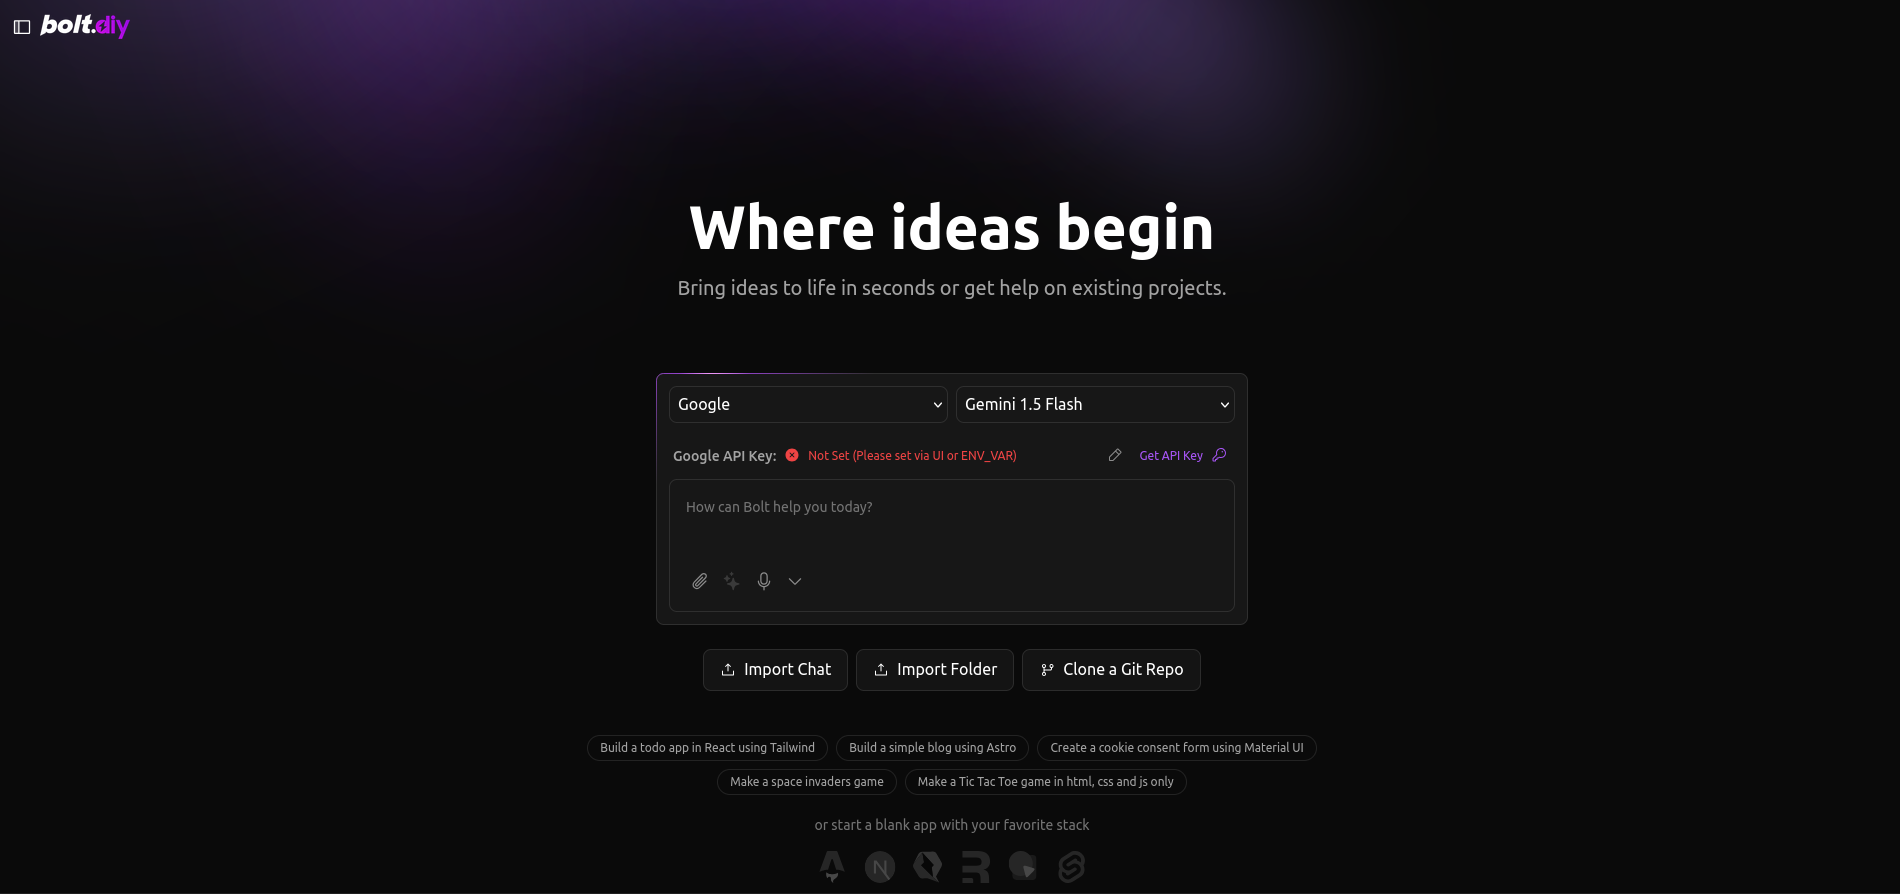 bolt.diy
Where ideas begin
Bring ideas to life in seconds or get help on existing projects.
Google
Gemini 1.5 Flash
Google API Key: Not Set (Please set via UI or ENV_VAR) Get API Key
How can Bolt help you today?
Import Chat
Import Folder
Clone a Git Repo
Build a todo app in React using Tailwind
Build a simple blog using Astro
Create a cookie consent form using Material UI
Make a space invaders game
Make a Tic Tac Toe game in html, css and js only
or start a blank app with your favorite stack